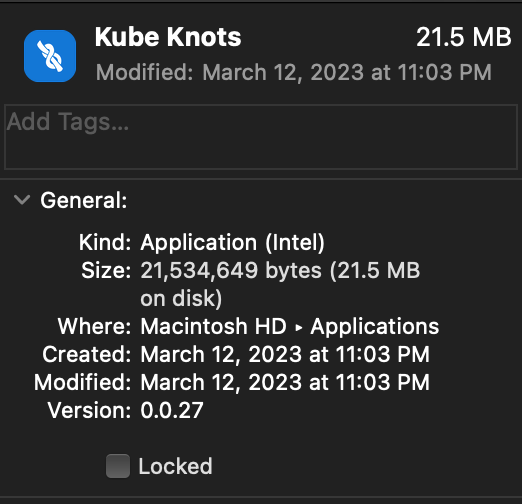 Kube Knots 21.5 MB
Modified: March 12, 2023 at 11:03 PM
Add Tags...
General:
Kind: Application (Intel)
Size: 21,534,649 bytes (21.5 MB
on disk)
Where: Macintosh HD ▸ Applications
Created: March 12, 2023 at 11:03 PM
Modified: March 12, 2023 at 11:03 PM
Version: 0.0.27
Locked